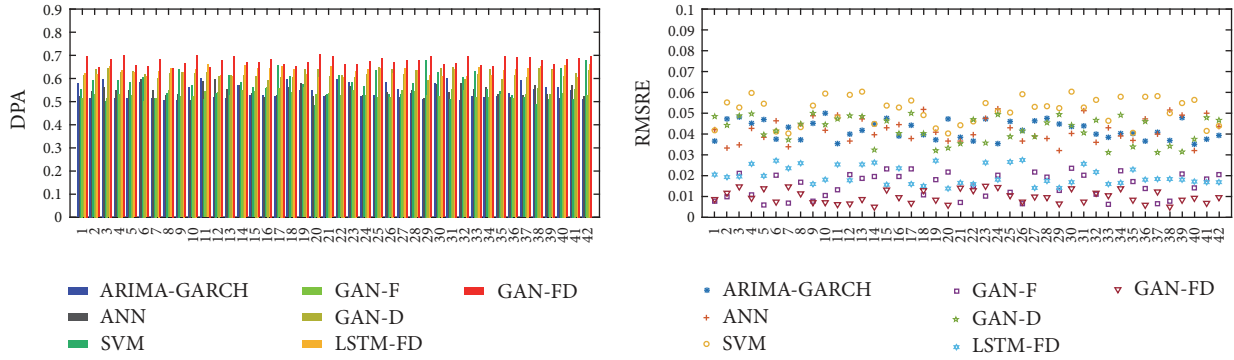 DPA
0.9
0.8
0.7
0.6
0.5
0.4
0.3
0.2
0.1
0
1 2 3 4 5 6 7 8 9 10 11 12 13 14 15 16 17 18 19 20 21 22 23 24 25 26 27 28 29 30 31 32 33 34 35 36 37 38 39 40 41 42
ARIMA-GARCH
ANN
SVM
GAN-F
GAN-D
LSTM-FD
GAN-FD
RMSRE
0.1
0.09
0.08
0.07
0.06
0.05
0.04
0.03
0.02
0.01
0
1 2 3 4 5 6 7 8 9 10 11 12 13 14 15 16 17 18 19 20 21 22 23 24 25 26 27 28 29 30 31 32 33 34 35 36 37 38 39 40 41 42
ARIMA-GARCH
ANN
SVM
GAN-F
GAN-D
LSTM-FD
GAN-FD